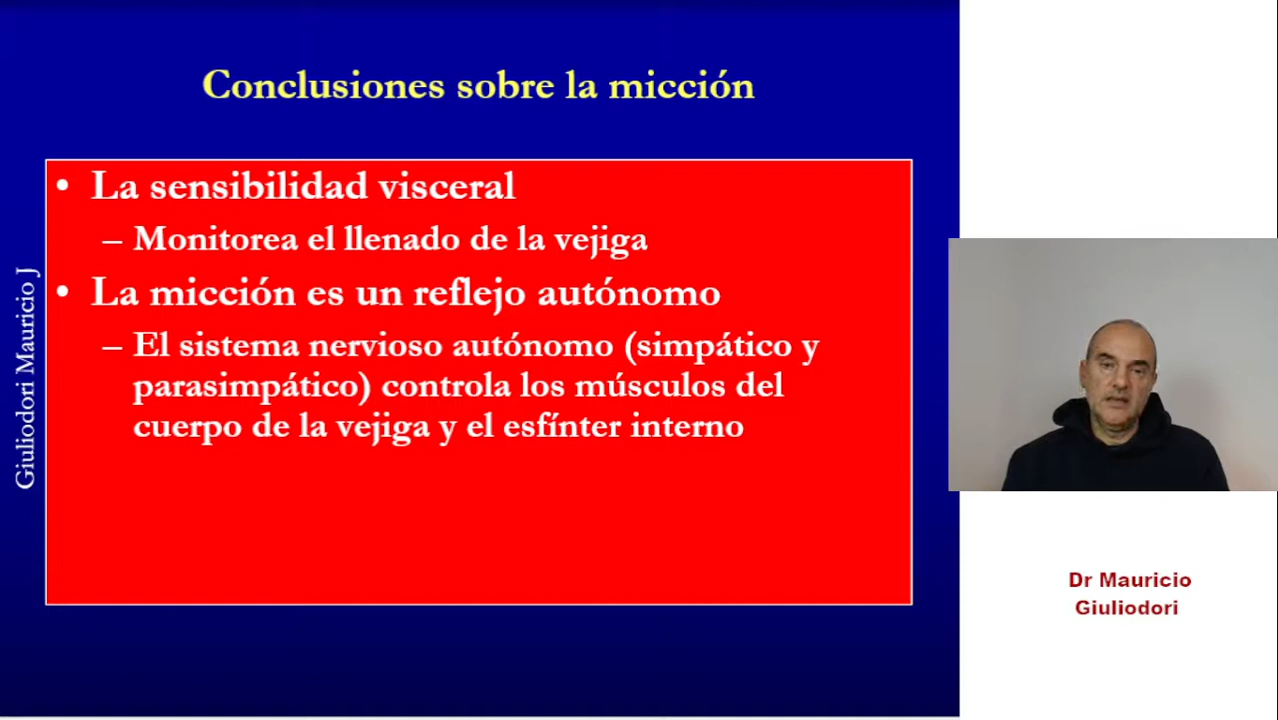 Conclusiones sobre la micción
• La sensibilidad visceral
– Monitorea el llenado de la vejiga
• La micción es un reflejo autónomo
– El sistema nervioso autónomo (simpático y
parasimpático) controla los músculos del
cuerpo de la vejiga y el esfínter interno
Giuliodori Mauricio J
Dr Mauricio
Giuliodori